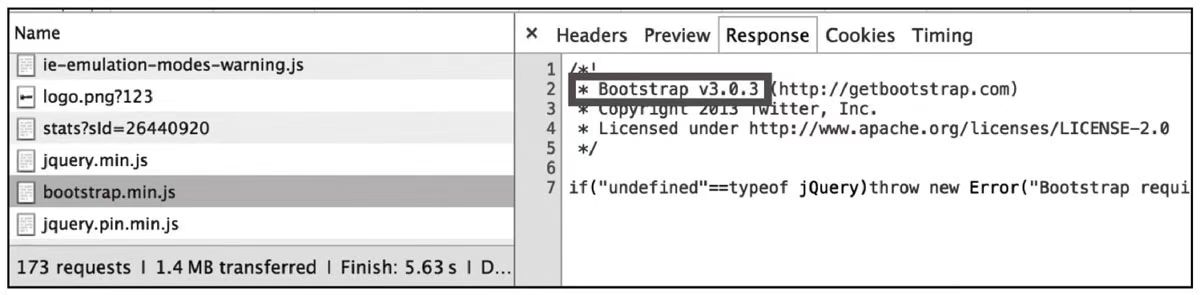 Name
ie-emulation-modes-warning.js
logo.png?123
stats?sId=26440920
jquery.min.js
bootstrap.min.js
jquery.pin.min.js
173 requests | 1.4 MB transferred | Finish: 5.63 s | D...
× Headers Preview Response Cookies Timing
1 /*!
2 * Bootstrap v3.0.3 (http://getbootstrap.com)
3 * Copyright 2013 Twitter, Inc.
4 * Licensed under http://www.apache.org/licenses/LICENSE-2.0
5 */
6
7 if("undefined"==typeof jQuery)throw new Error("Bootstrap requi